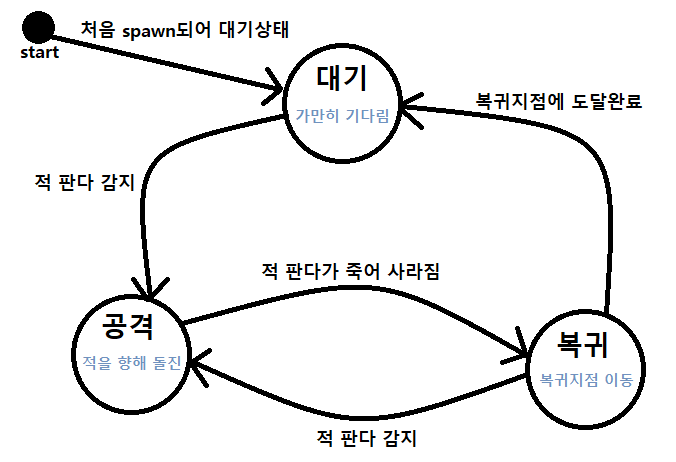 처음 spawn되어 대기상태
start
대기
가만히 기다림
복귀지점에 도달완료
적 판다 감지
적 판다가 죽어 사라짐
공격
적을 향해 돌진
복귀
복귀지점 이동
적 판다 감지